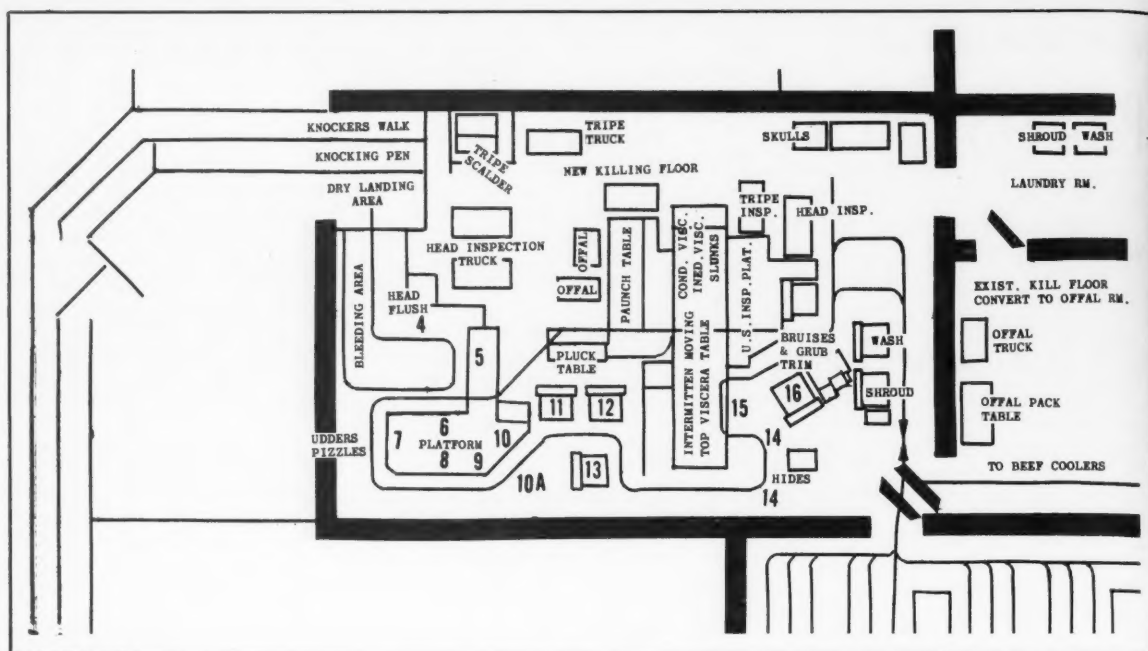 KNOCKERS WALK
KNOCKING PEN
DRY LANDING
AREA
TRIPE
SCALDER
TRIPE
TRUCK
NEW KILLING FLOOR
SKULLS
SHROUD
WASH
LAUNDRY RM.
BLEEDING AREA
HEAD
FLUSH
4
HEAD INSPECTION
TRUCK
OFFAL
OFFAL
PAUNCH TABLE
COND. VISC.
INED. VISC.
SLUNKS
TRIPE
INSP.
HEAD INSP.
U.S. INSP. PLAT.
EXIST. KILL FLOOR
CONVERT TO OFFAL RM.
OFFAL
TRUCK
OFFAL PACK
TABLE
TO BEEF COOLERS
5
PLUCK
TABLE
INTERMITTEN MOVING
TOP VISCERA TABLE
BRUISES
& GRUB
TRIM
WASH
SHROUD
16
15
14
14
HIDES
11
12
13
UDDERS
PIZZLES
6
7
PLATFORM
8
9
10
10A